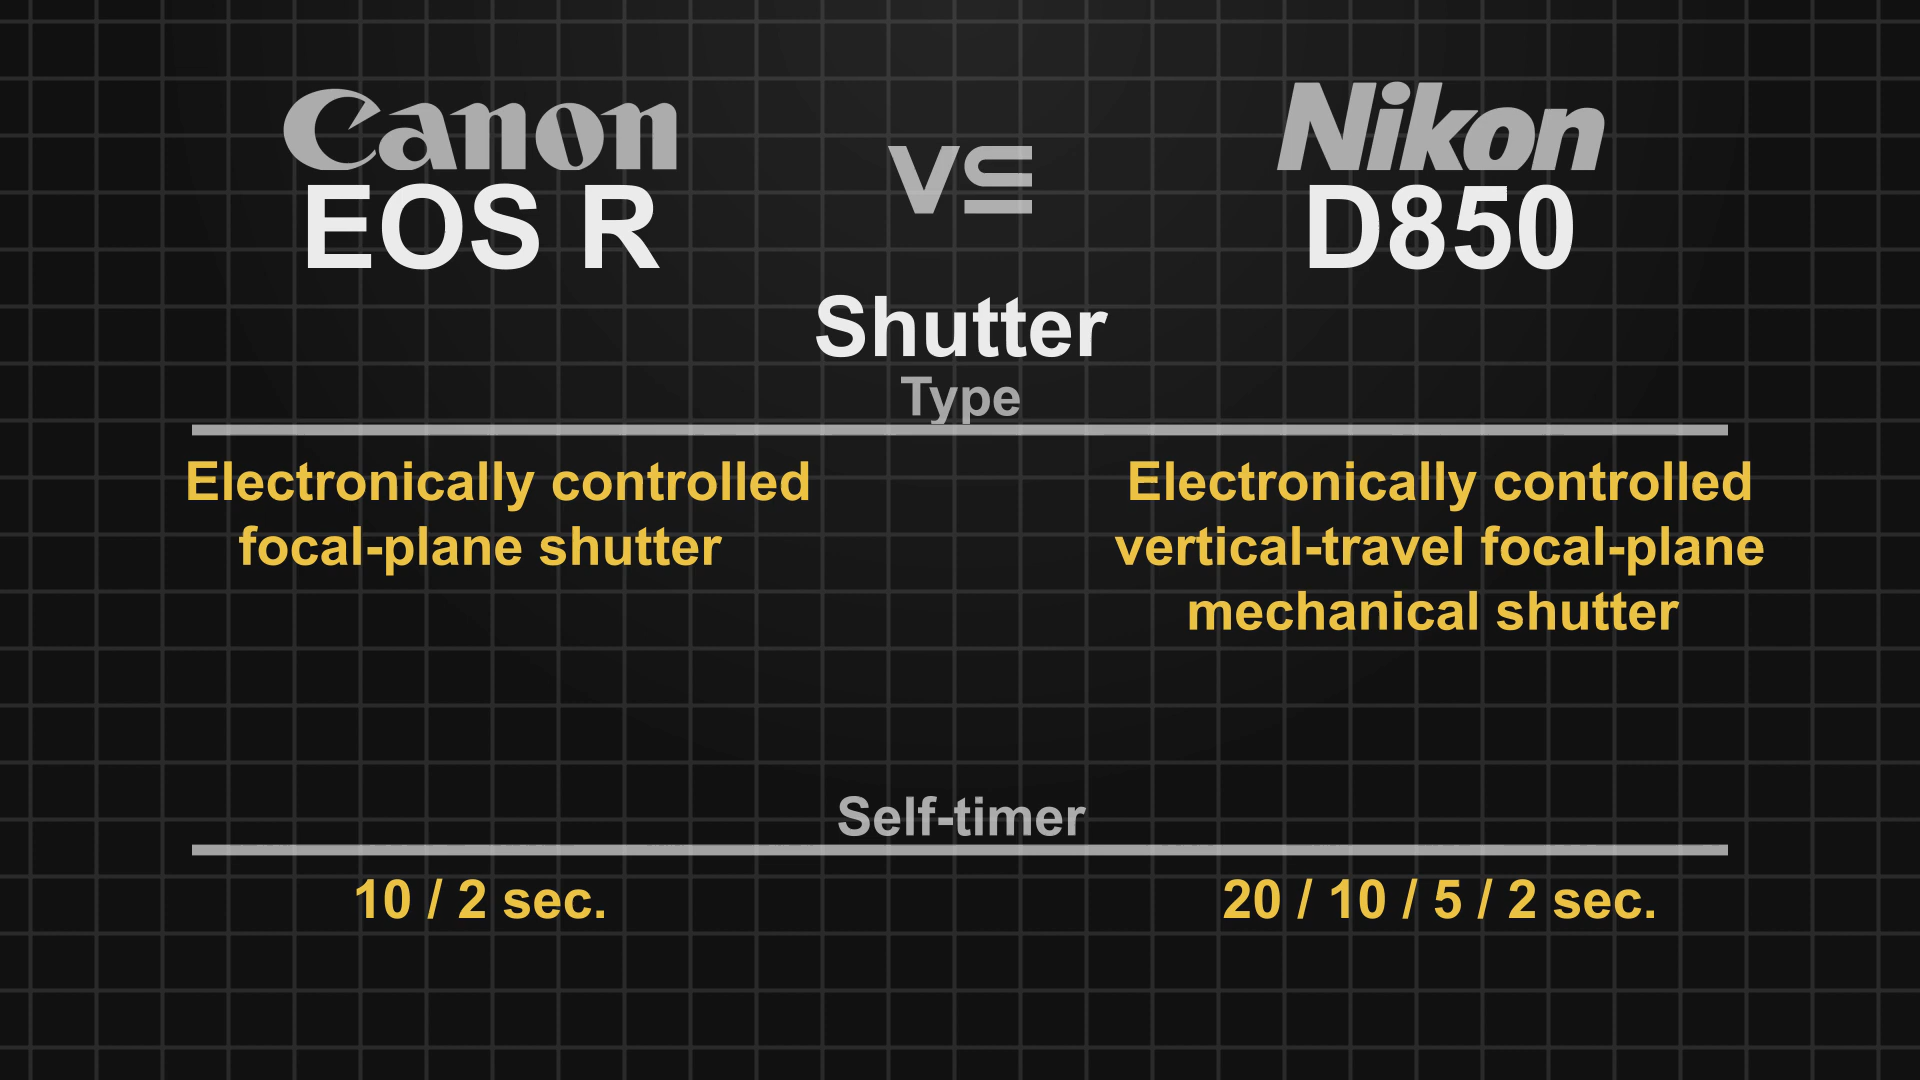 Canon
EOS R
VS
Nikon
D850
Shutter
Type
Electronically controlled
focal-plane shutter
Electronically controlled
vertical-travel focal-plane
mechanical shutter
Self-timer
10 / 2 sec.
20 / 10 / 5 / 2 sec.